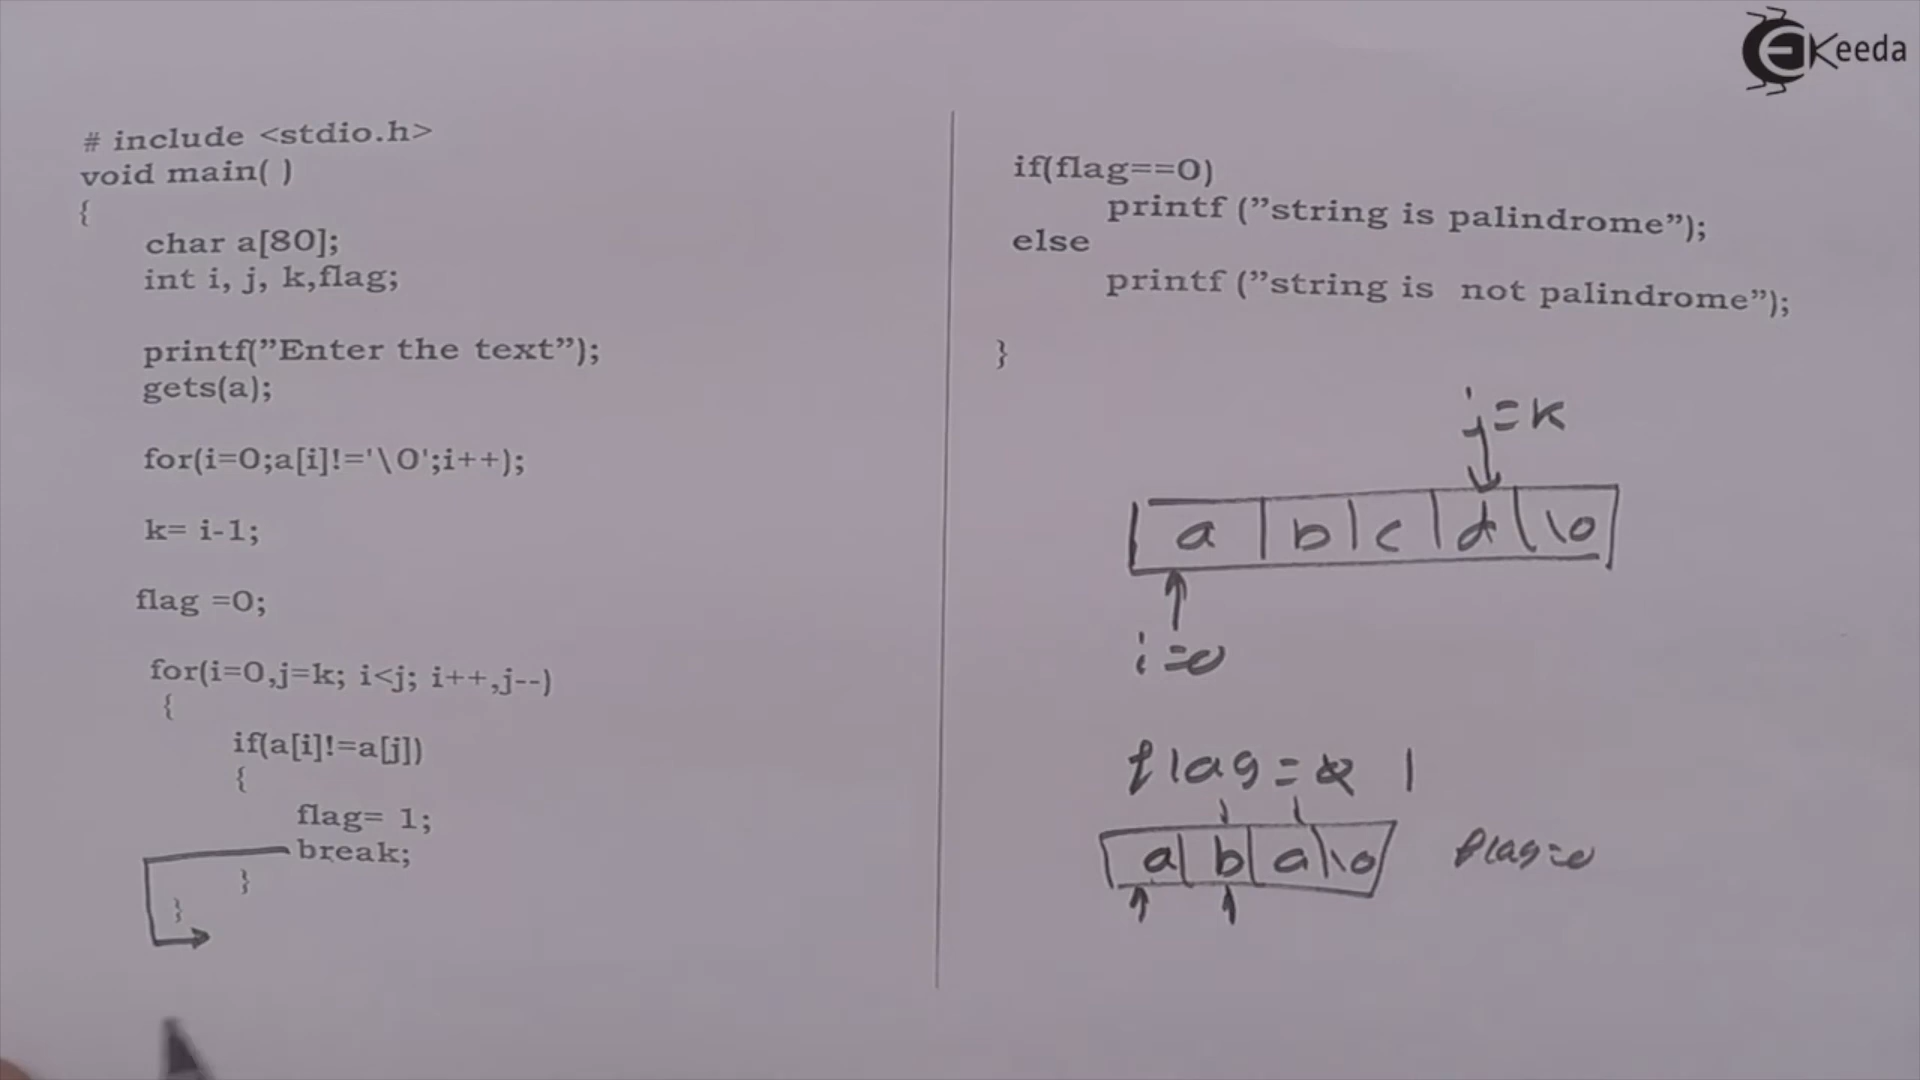 EKeeda
# include <stdio.h>
void main( )
{
char a[80];
int i, j, k,flag;
printf(”Enter the text”);
gets(a);
for(i=0;a[i]!='\0';i++);
k= i-1;
flag =0;
for(i=0,j=k; i<j; i++,j--)
{
if(a[i]!=a[j])
{
flag= 1;
break;
}
}
if(flag==0)
printf (”string is palindrome”);
else
printf (”string is  not palindrome”);
}
j=k
a b c d \0
i=0
flag= 1
a b a \0
flag=0